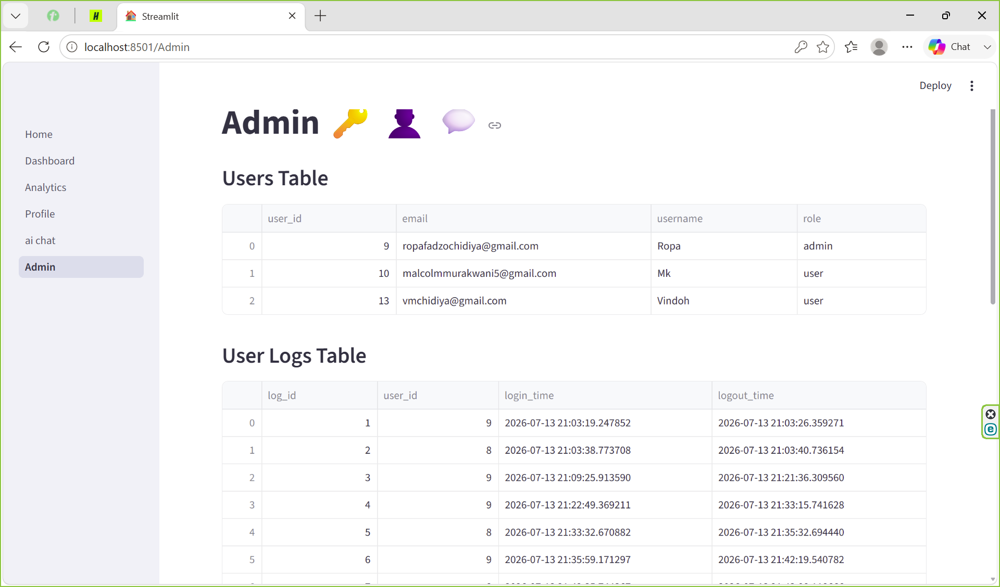 Streamlit
localhost:8501/Admin
Chat
Deploy
Home
Dashboard
Analytics
Profile
ai chat
Admin
Admin
Users Table
user_id email username role
0 9 ropafadzochidiya@gmail.com Ropa admin
1 10 malcolmmurakwani5@gmail.com Mk user
2 13 vmchidiya@gmail.com Vindoh user
User Logs Table
log_id user_id login_time logout_time
0 1 9 2026-07-13 21:03:19.247852 2026-07-13 21:03:26.359271
1 2 8 2026-07-13 21:03:38.773708 2026-07-13 21:03:40.736154
2 3 9 2026-07-13 21:09:25.913590 2026-07-13 21:21:36.309560
3 4 9 2026-07-13 21:22:49.369211 2026-07-13 21:33:15.741628
4 5 8 2026-07-13 21:33:32.670882 2026-07-13 21:35:32.694440
5 6 9 2026-07-13 21:35:59.171297 2026-07-13 21:42:19.540782